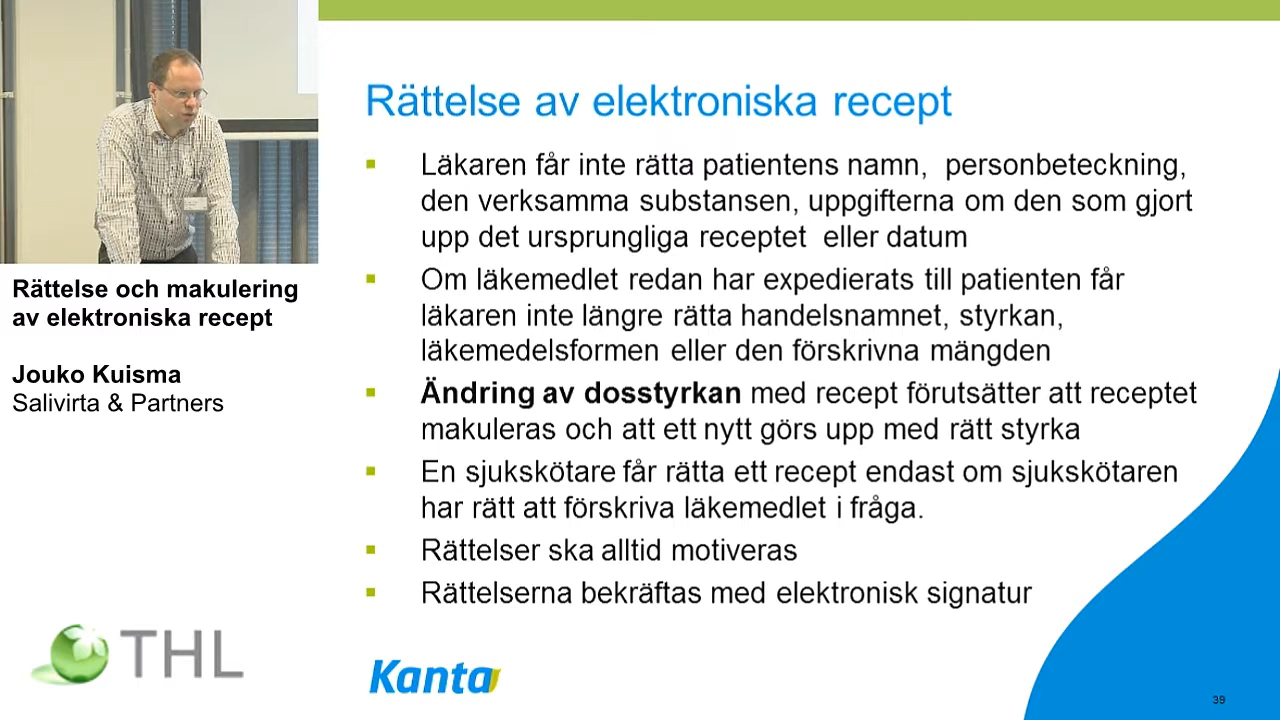 Rättelse av elektroniska recept
Läkaren får inte rätta patientens namn, personbeteckning,
den verksamma substansen, uppgifterna om den som gjort
upp det ursprungliga receptet eller datum
Om läkemedlet redan har expedierats till patienten får
läkaren inte längre rätta handelsnamnet, styrkan,
läkemedelsformen eller den förskrivna mängden
Ändring av dosstyrkan med recept förutsätter att receptet
makuleras och att ett nytt görs upp med rätt styrka
En sjukskötare får rätta ett recept endast om sjukskötaren
har rätt att förskriva läkemedlet i fråga.
Rättelser ska alltid motiveras
Rättelserna bekräftas med elektronisk signatur
Rättelse och makulering
av elektroniska recept
Jouko Kuisma
Salivirta & Partners
THL
Kanta
39